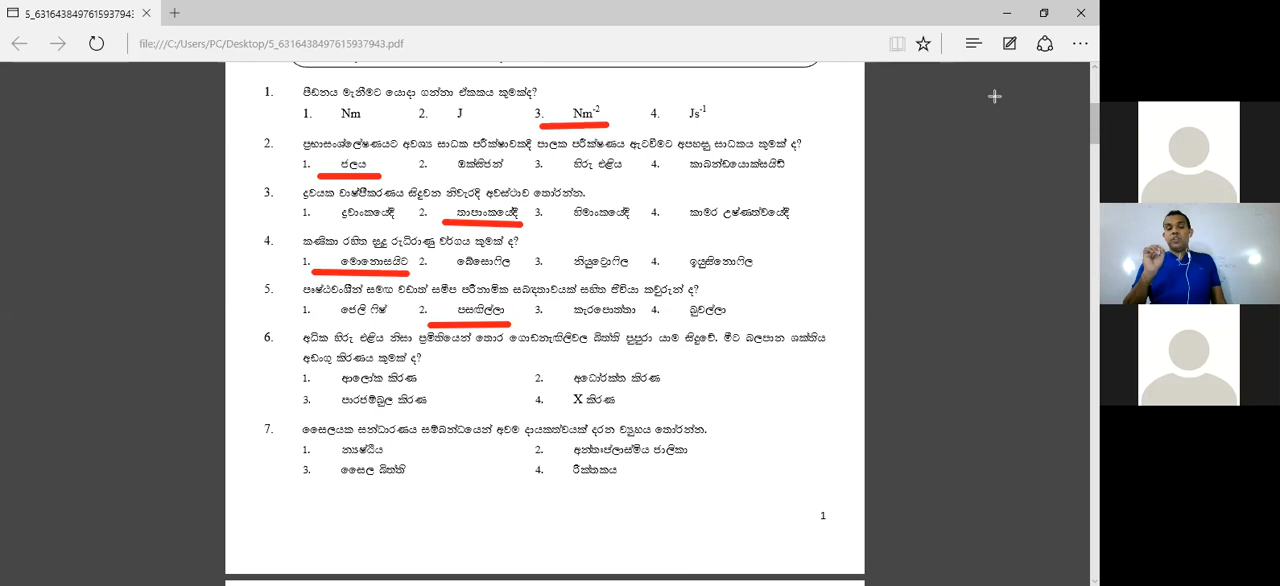 5_6316438497615937943
file:///C:/Users/PC/Desktop/5_6316438497615937943.pdf
1. පීඩනය මැනීමට යොදා ගන්නා ඒකකය කුමක්ද?
1. Nm 2. J 3. Nm⁻² 4. Js⁻¹
2. ප්‍රභාසංශ්ලේෂණයට අවශ්‍ය සාධක පරීක්ෂාවකදී පාලක පරීක්ෂණය ඇටවීමට අපහසු සාධකය කුමක් ද?
1. ජලය 2. ඔක්සිජන් 3. හිරු එළිය 4. කාබන්ඩයොක්සයිඩ්
3. ද්‍රවයක වාෂ්පීකරණය සිදුවන නිවැරදි අවස්ථාව තෝරන්න.
1. ද්‍රවාංකයේදී 2. තාපාංකයේදී 3. හිමාංකයේදී 4. කාමර උෂ්ණත්වයේදී
4. කණිකා රහිත සුදු රුධිරාණු වර්ගය කුමක් ද?
1. මොනොසයිට 2. බේසොෆිල 3. නියුට්‍රොෆිල 4. ඉයුසිනොෆිල
5. පෘෂ්ඨවංශීන් සමඟ වඩාත් සමීප පරිනාමික සබඳතාවයක් සහිත ජීවියා කවුරුන් ද?
1. ජෙලි ෆිෂ් 2. පසඟිල්ලා 3. කැරපොත්තා 4. බුවල්ලා
6. අධික හිරු එළිය නිසා ප්‍රමිතියෙන් තොර ගොඩනැඟිලිවල බිත්ති පුපුරා යාම සිදුවේ. මීට බලපාන ශක්තිය
අඩංගු කිරණය කුමක් ද?
1. ආලෝක කිරණ 2. අධෝරක්ත කිරණ
3. පාරජම්බුල කිරණ 4. X කිරණ
7. සෛලයක සන්ධාරණය සම්බන්ධයෙන් අවම දායකත්වයක් දරන ව්‍යුහය තෝරන්න.
1. න්‍යෂ්ඨිය 2. අන්තඃප්ලාස්මීය ජාලිකා
3. සෛල බිත්ති 4. රික්තකය
1